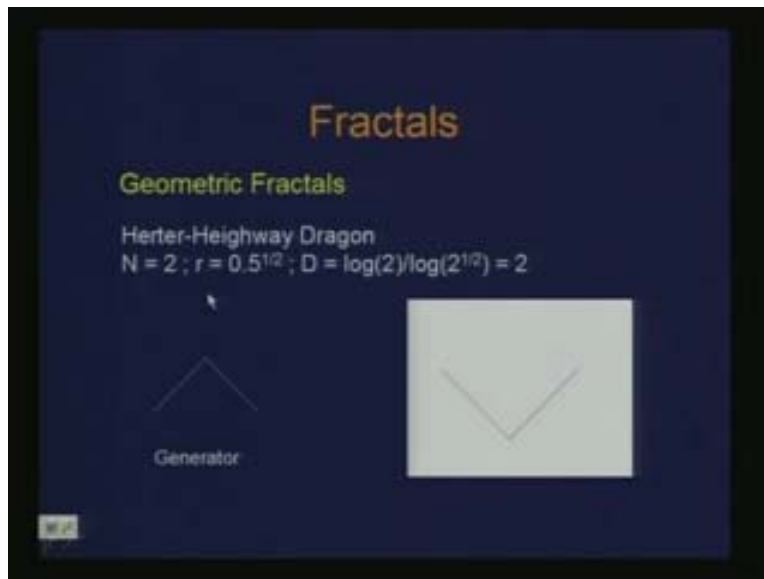 Fractals
Geometric Fractals
Herter-Heighway Dragon
N = 2 ; r = 0.5^1/2 ; D = log(2)/log(2^1/2) = 2
Generator